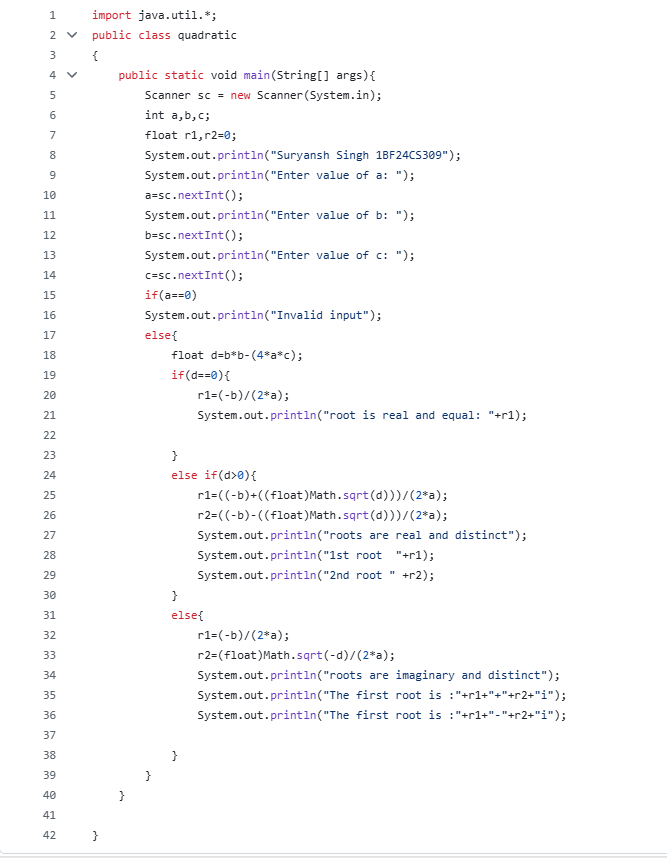 1 import java.util.*;
2 public class quadratic
3 {
4 public static void main(String[] args){
5 Scanner sc = new Scanner(System.in);
6 int a,b,c;
7 float r1,r2=0;
8 System.out.println("Suryansh Singh 1BF24CS309");
9 System.out.println("Enter value of a: ");
10 a=sc.nextInt();
11 System.out.println("Enter value of b: ");
12 b=sc.nextInt();
13 System.out.println("Enter value of c: ");
14 c=sc.nextInt();
15 if(a==0)
16 System.out.println("Invalid input");
17 else{
18 float d=b*b-(4*a*c);
19 if(d==0){
20 r1=(-b)/(2*a);
21 System.out.println("root is real and equal: "+r1);
22
23 }
24 else if(d>0){
25 r1=((-b)+((float)Math.sqrt(d)))/(2*a);
26 r2=((-b)-((float)Math.sqrt(d)))/(2*a);
27 System.out.println("roots are real and distinct");
28 System.out.println("1st root  "+r1);
29 System.out.println("2nd root " +r2);
30 }
31 else{
32 r1=(-b)/(2*a);
33 r2=(float)Math.sqrt(-d)/(2*a);
34 System.out.println("roots are imaginary and distinct");
35 System.out.println("The first root is :"+r1+"+"+r2+"i");
36 System.out.println("The first root is :"+r1+"-"+r2+"i");
37
38 }
39 }
40 }
41
42 }